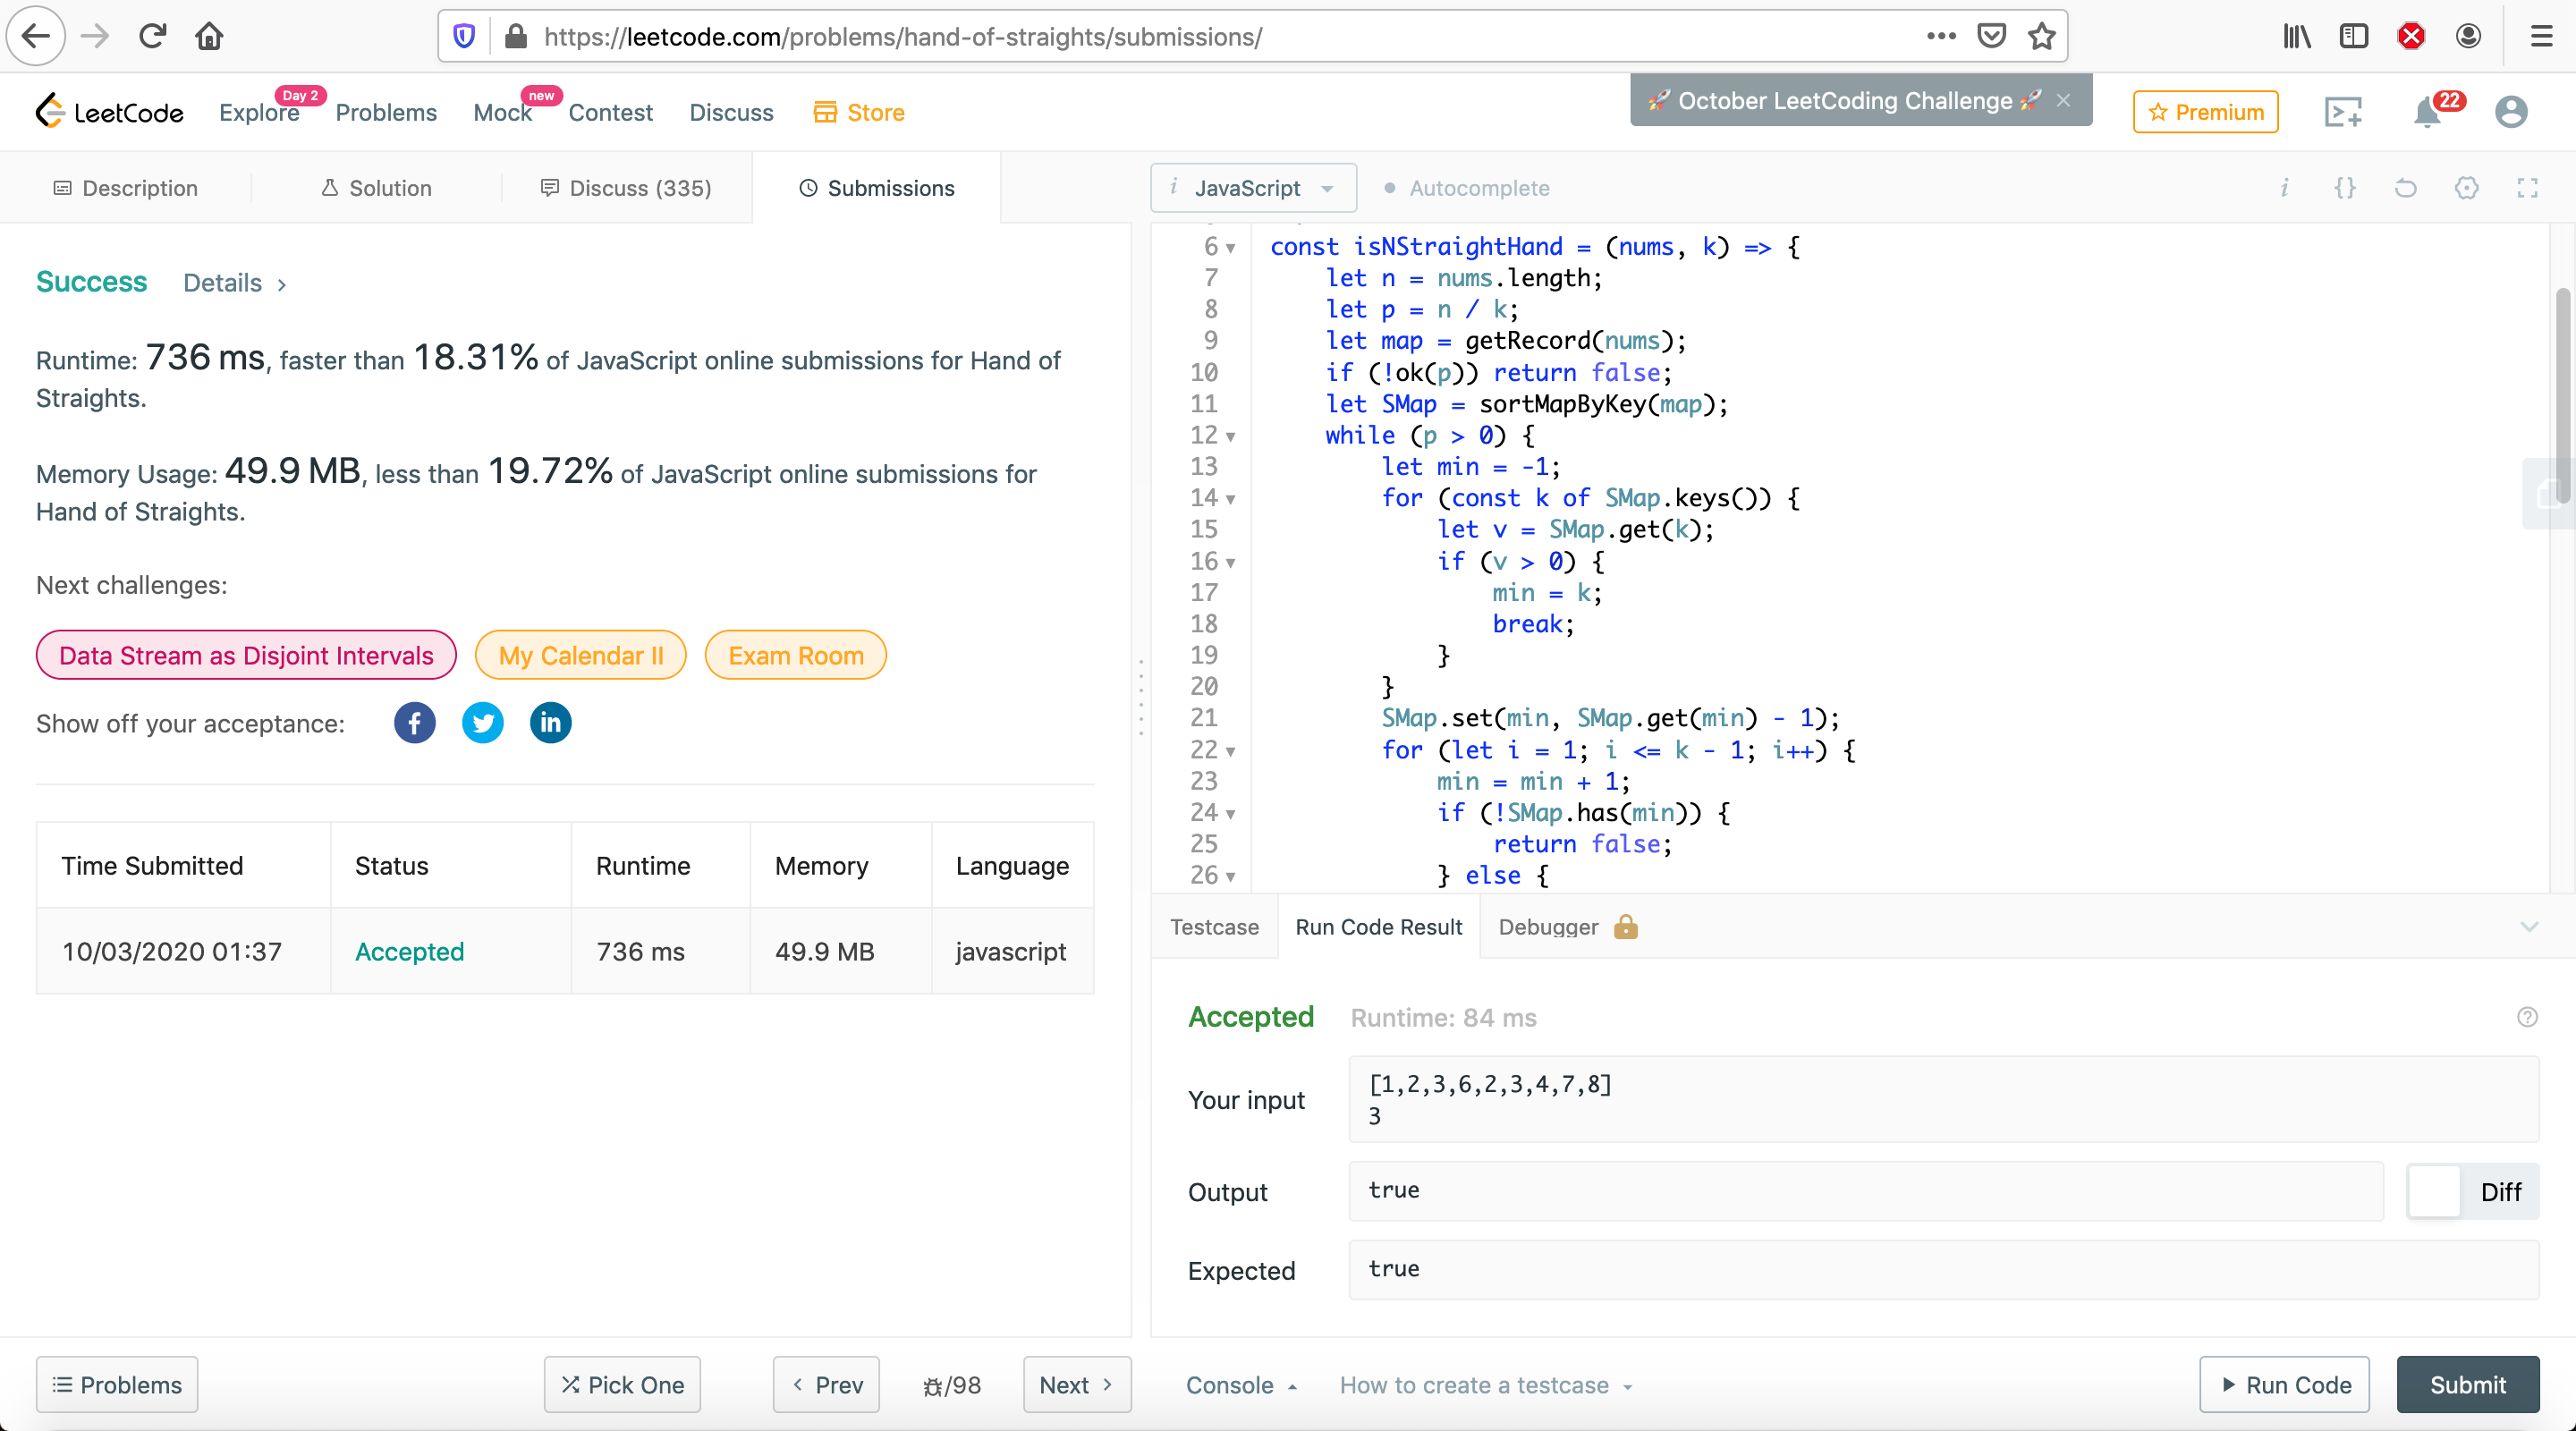 https://leetcode.com/problems/hand-of-straights/submissions/
LeetCode
Explore
Day 2
Problems
Mock
new
Contest
Discuss
Store
🚀 October LeetCoding Challenge 🚀 ×
Premium
22
Description
Solution
Discuss (335)
Submissions
i JavaScript
Autocomplete
Success Details >
Runtime: 736 ms, faster than 18.31% of JavaScript online submissions for Hand of
Straights.
Memory Usage: 49.9 MB, less than 19.72% of JavaScript online submissions for
Hand of Straights.
Next challenges:
Data Stream as Disjoint Intervals
My Calendar II
Exam Room
Show off your acceptance:
Time Submitted Status Runtime Memory Language
10/03/2020 01:37 Accepted 736 ms 49.9 MB javascript
6 const isNStraightHand = (nums, k) => {
7 let n = nums.length;
8 let p = n / k;
9 let map = getRecord(nums);
10 if (!ok(p)) return false;
11 let SMap = sortMapByKey(map);
12 while (p > 0) {
13 let min = -1;
14 for (const k of SMap.keys()) {
15 let v = SMap.get(k);
16 if (v > 0) {
17 min = k;
18 break;
19 }
20 }
21 SMap.set(min, SMap.get(min) - 1);
22 for (let i = 1; i <= k - 1; i++) {
23 min = min + 1;
24 if (!SMap.has(min)) {
25 return false;
26 } else {
Testcase
Run Code Result
Debugger
Accepted Runtime: 84 ms
Your input
[1,2,3,6,2,3,4,7,8]
3
Output
true
Diff
Expected
true
Problems
Pick One
< Prev
/98
Next >
Console
How to create a testcase
Run Code
Submit